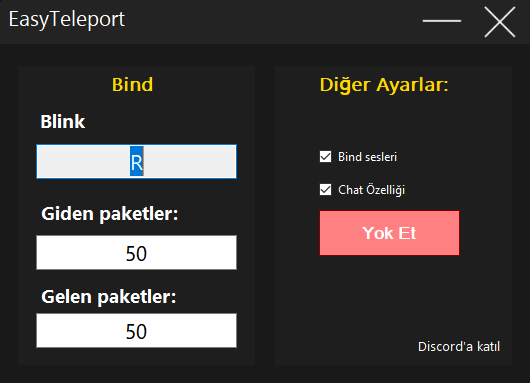 EasyTeleport
Bind
Blink
R
Giden paketler:
50
Gelen paketler:
50
Diğer Ayarlar:
Bind sesleri
Chat Özelliği
Yok Et
Discord'a katıl